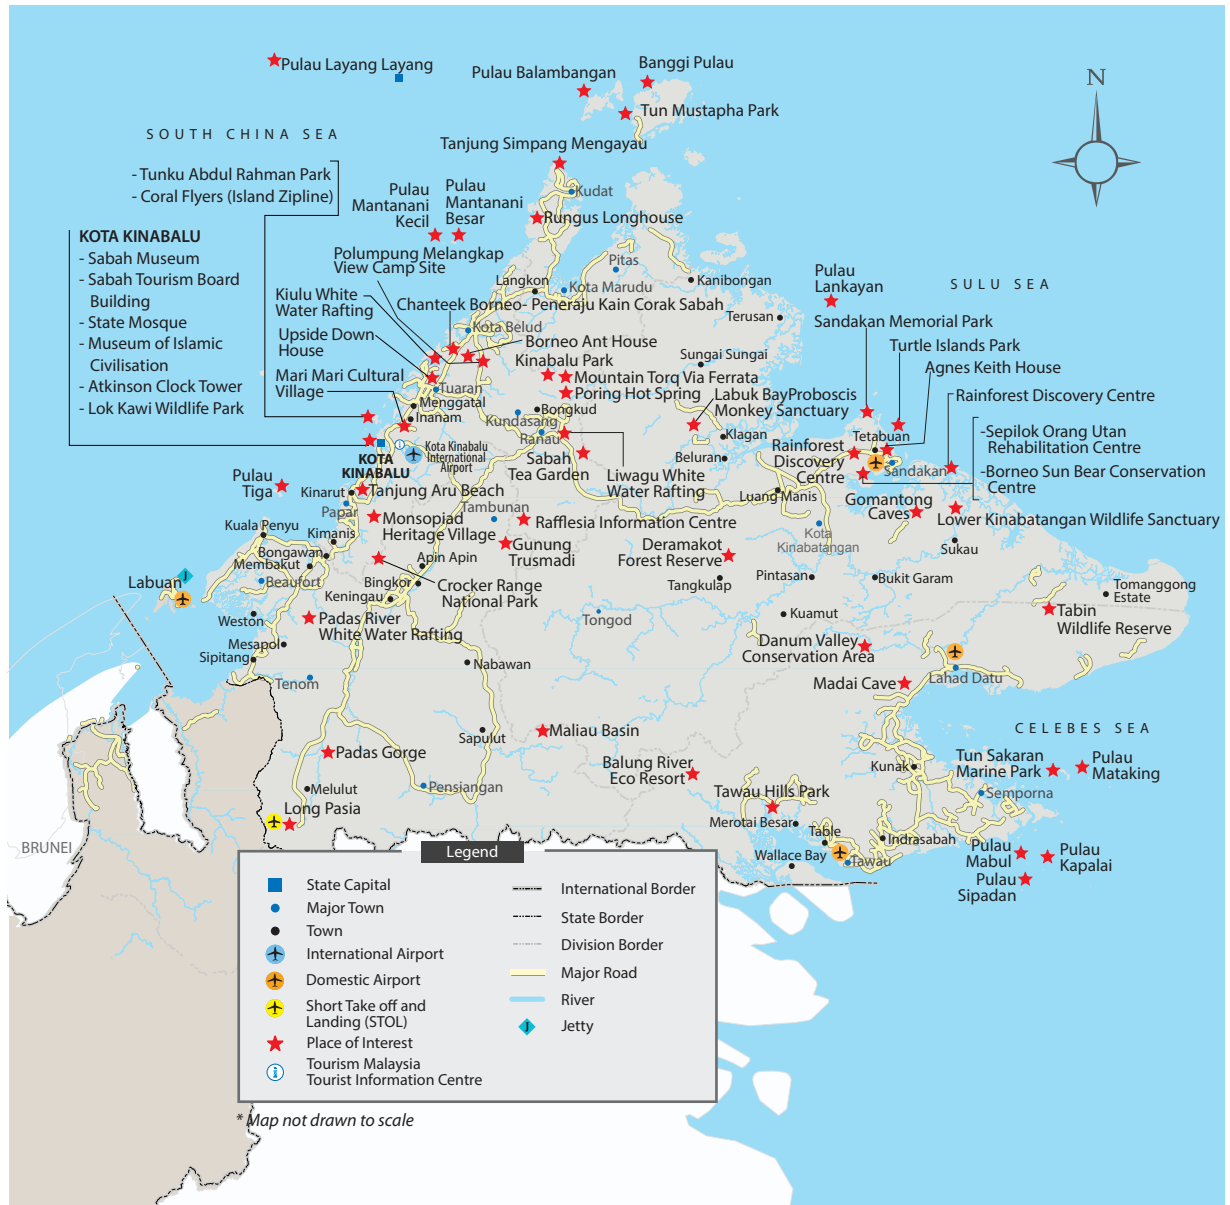 Pulau Layang Layang
Pulau Balambangan
Banggi Pulau
Tun Mustapha Park
N
SOUTH CHINA SEA
Tanjung Simpang Mengayau
- Tunku Abdul Rahman Park
- Coral Flyers (Island Zipline)
Pulau
Mantanani
Kecil
Pulau
Mantanani
Besar
Kudat
Rungus Longhouse
KOTA KINABALU
- Sabah Museum
- Sabah Tourism Board
Building
- State Mosque
- Museum of Islamic
Civilisation
- Atkinson Clock Tower
- Lok Kawi Wildlife Park
Polumpung Melangkap
View Camp Site
Pitas
Langkon
Kota Marudu
Kanibongan
Pulau
Lankayan
SULU SEA
Kiulu White
Water Rafting
Chanteek Borneo- Peneraju Kain Corak Sabah
Terusan
Sandakan Memorial Park
Upside Down
House
Kota Belud
Borneo Ant House
Turtle Islands Park
Kinabalu Park
Sungai Sungai
Agnes Keith House
Mari Mari Cultural
Village
Tuaran
Mountain Torq Via Ferrata
Poring Hot Spring
Labuk BayProboscis
Monkey Sanctuary
Rainforest Discovery Centre
Menggatal
Inanam
Kundasang
Bongkud
Ranau
Klagan
Tetabuan
-Sepilok Orang Utan
Rehabilitation Centre
-Borneo Sun Bear Conservation
Centre
KOTA
KINABALU
Kota Kinabalu
International
Airport
Sabah
Tea Garden
Beluran
Rainforest
Discovery
Centre
Sandakan
Liwagu White
Water Rafting
Pulau
Tiga
Kinarut
Tanjung Aru Beach
Luang Manis
Gomantong
Caves
Papar
Tambunan
Monsopiad
Heritage Village
Rafflesia Information Centre
Lower Kinabatangan Wildlife Sanctuary
Kuala Penyu
Kimanis
Gunung
Trusmadi
Deramakot
Forest Reserve
Kota
Kinabatangan
Sukau
Bongawan
Membakut
Apin Apin
Labuan
J
Beaufort
Bingkor
Crocker Range
National Park
Tangkulap
Pintasan
Bukit Garam
Tomanggong
Estate
Keningau
Weston
Padas River
White Water Rafting
Tongod
Kuamut
Tabin
Wildlife Reserve
Mesapol
Sipitang
Danum Valley
Conservation Area
Nabawan
Tenom
Madai Cave
Lahad Datu
CELEBES SEA
Sapulut
Maliau Basin
Padas Gorge
Balung River
Eco Resort
Kunak
Tun Sakaran
Marine Park
Pulau
Mataking
Melulut
Pensiangan
Tawau Hills Park
Semporna
Long Pasia
Merotai Besar
Table
Indrasabah
BRUNEI
Wallace Bay
Tawau
Pulau
Mabul
Pulau
Kapalai
Pulau
Sipadan
Legend
State Capital
Major Town
Town
International Airport
Domestic Airport
Short Take off and
Landing (STOL)
Place of Interest
i
Tourism Malaysia
Tourist Information Centre
International Border
State Border
Division Border
Major Road
River
J
Jetty
* Map not drawn to scale